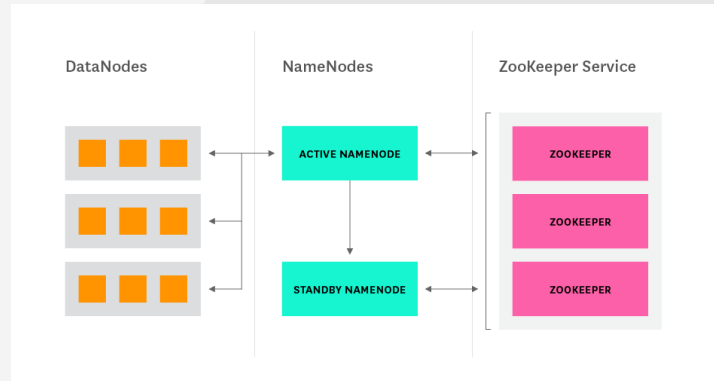 DataNodes
NameNodes
ZooKeeper Service
ACTIVE NAMENODE
ZOOKEEPER
ZOOKEEPER
STANDBY NAMENODE
ZOOKEEPER